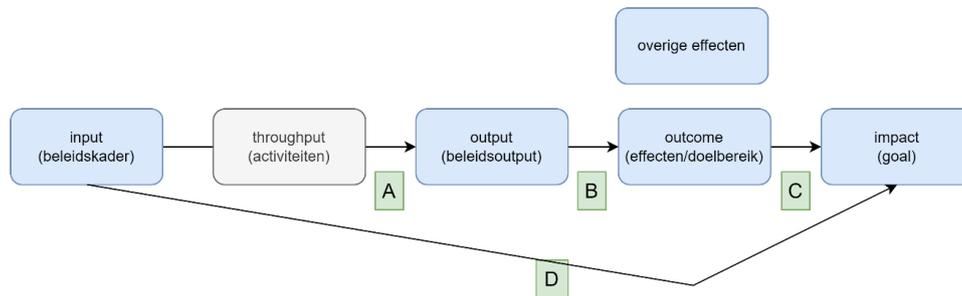 overige effecten
input
(beleidskader)
throughput
(activiteiten)
output
(beleidsoutput)
outcome
(effecten/doelbereik)
impact
(goal)
A
B
C
D